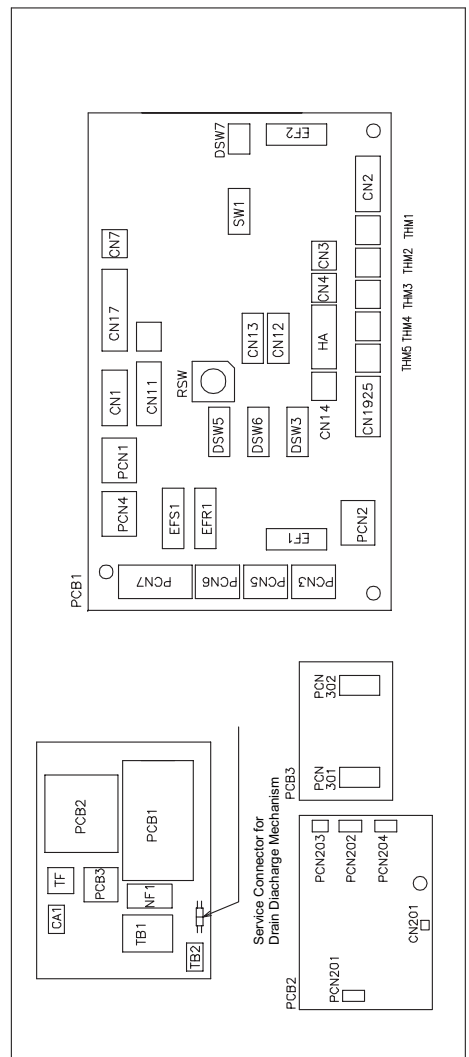 PCB1
PCN4
PCN1
CN1
CN17
CN7
CN11
EFS1
EFR1
RSW
DSW5
DSW6
DSW3
CN13
CN12
SW1
DSW7
EF2
PCN7
PCN6
PCN5
PCN3
EF1
PCN2
CN14
HA
CN4
CN3
CN1925
CN2
THM5
THM4
THM3
THM2
THM1
CA1
TF
PCB2
PCB3
TB1
NF1
PCB1
TB2
Service Connector for
Drain Diacharge Mechanism
PCB2
PCN201
PCN203
PCN202
PCN204
CN201
PCB3
PCN
301
PCN
302